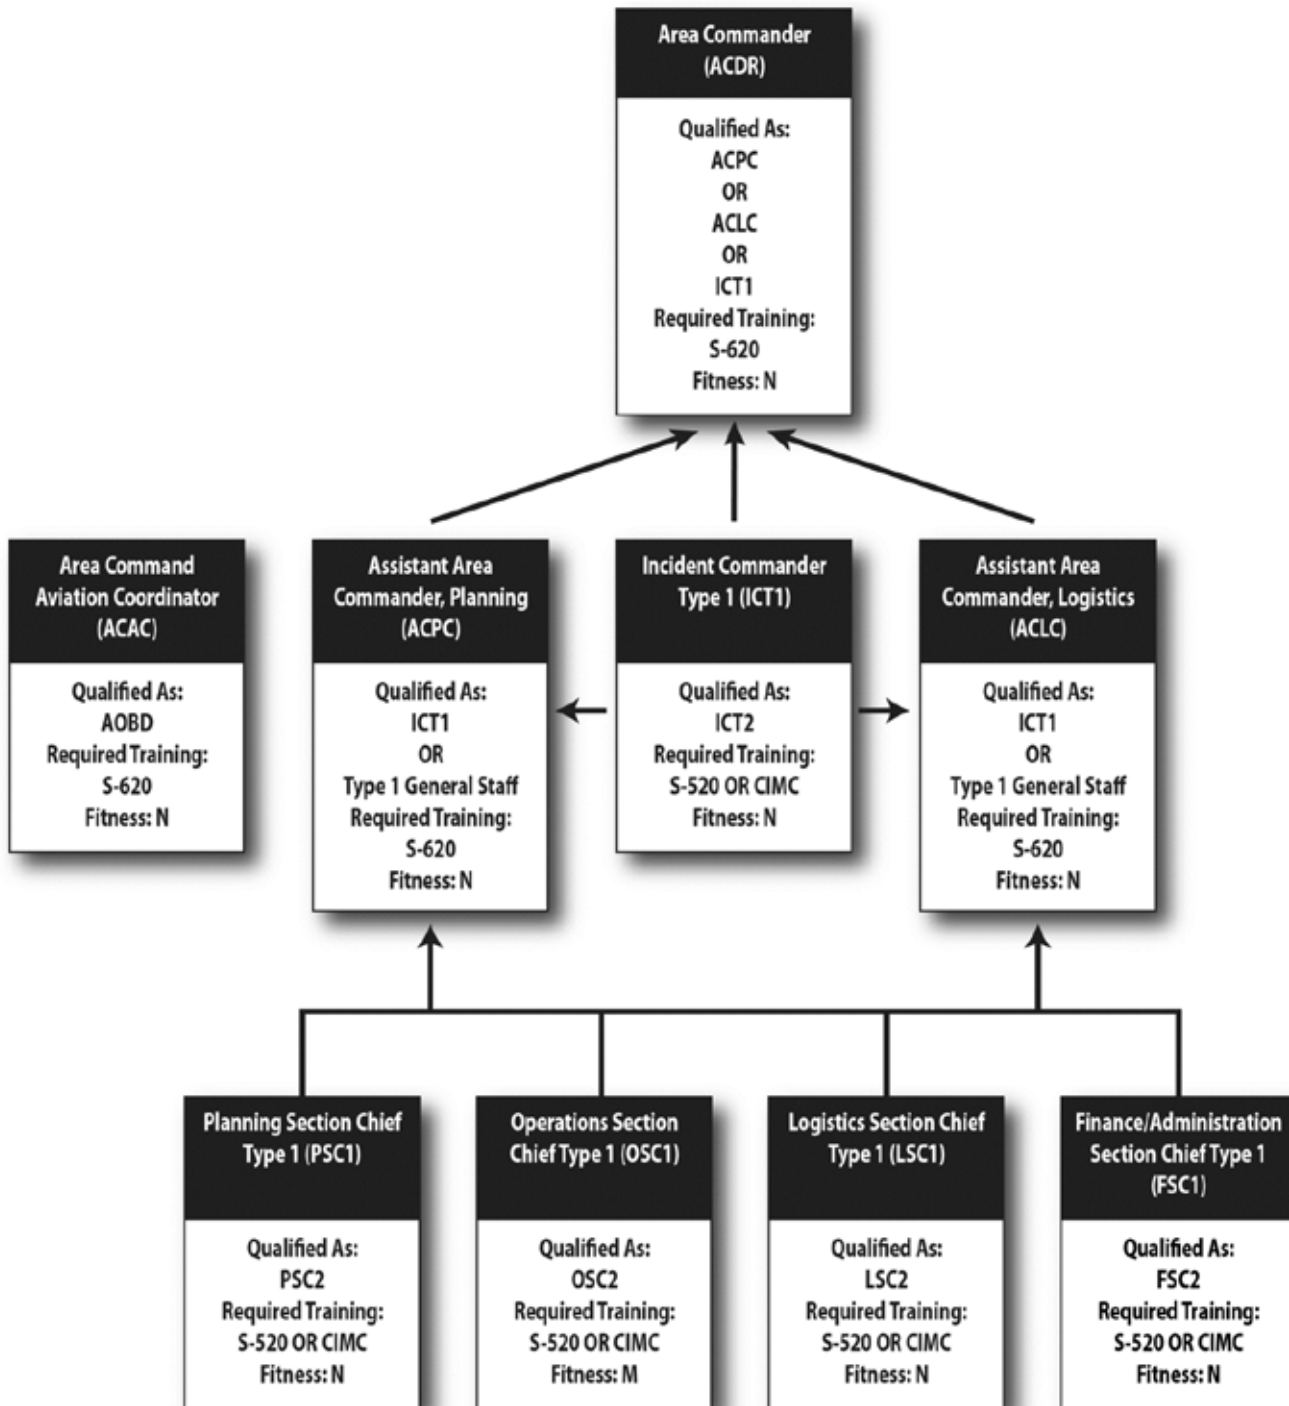 Area Commander
(ACDR)
Qualified As:
ACPC
OR
ACLC
OR
ICT1
Required Training:
S-620
Fitness: N
Area Command
Aviation Coordinator
(ACAC)
Qualified As:
AOBD
Required Training:
S-620
Fitness: N
Assistant Area
Commander, Planning
(ACPC)
Qualified As:
ICT1
OR
Type 1 General Staff
Required Training:
S-620
Fitness: N
Incident Commander
Type 1 (ICT1)
Qualified As:
ICT2
Required Training:
S-520 OR CIMC
Fitness: N
Assistant Area
Commander, Logistics
(ACLC)
Qualified As:
ICT1
OR
Type 1 General Staff
Required Training:
S-620
Fitness: N
Planning Section Chief
Type 1 (PSC1)
Qualified As:
PSC2
Required Training:
S-520 OR CIMC
Fitness: N
Operations Section
Chief Type 1 (OSC1)
Qualified As:
OSC2
Required Training:
S-520 OR CIMC
Fitness: M
Logistics Section Chief
Type 1 (LSC1)
Qualified As:
LSC2
Required Training:
S-520 OR CIMC
Fitness: N
Finance/Administration
Section Chief Type 1
(FSC1)
Qualified As:
FSC2
Required Training:
S-520 OR CIMC
Fitness: N